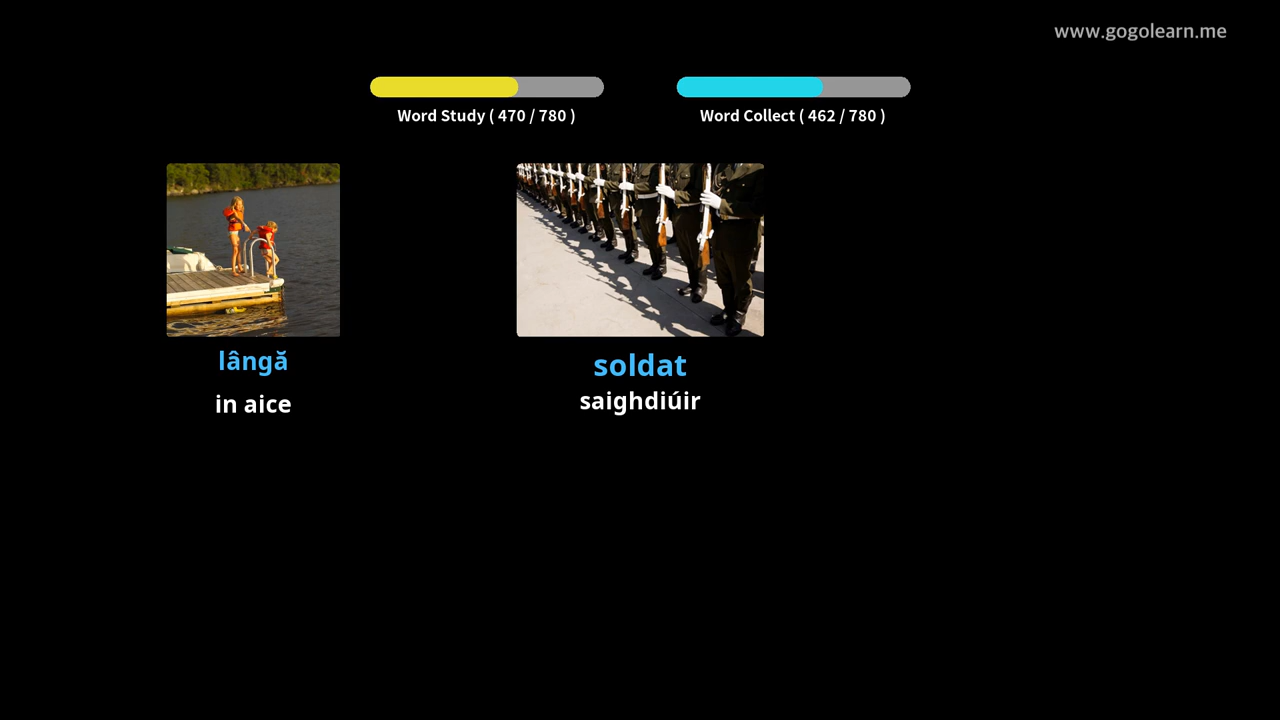 www.gogolearn.me
Word Study ( 470 / 780 )
Word Collect ( 462 / 780 )
lângă
in aice
soldat
saighdiúir